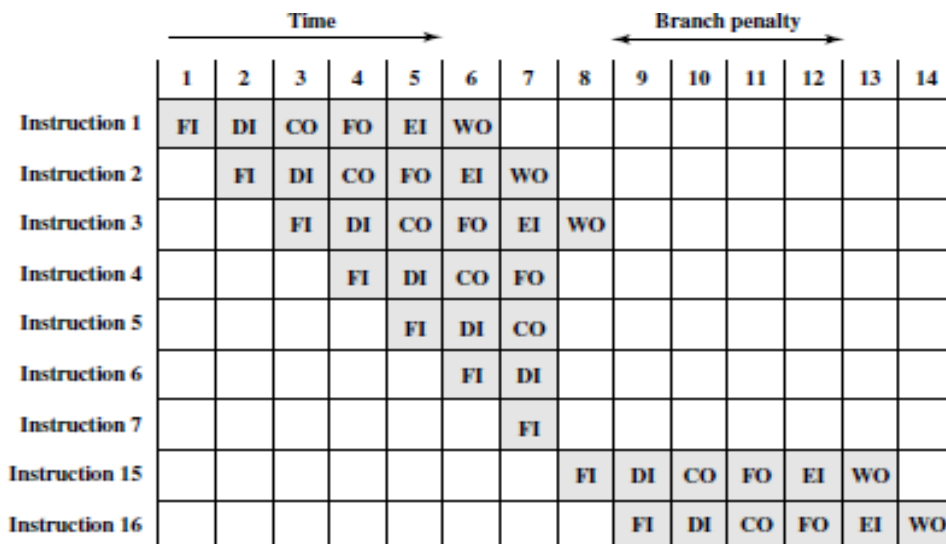 Time Branch penalty
1 2 3 4 5 6 7 8 9 10 11 12 13 14
Instruction 1 FI DI CO FO EI WO
Instruction 2 FI DI CO FO EI WO
Instruction 3 FI DI CO FO EI WO
Instruction 4 FI DI CO FO
Instruction 5 FI DI CO
Instruction 6 FI DI
Instruction 7 FI
Instruction 15 FI DI CO FO EI WO
Instruction 16 FI DI CO FO EI WO